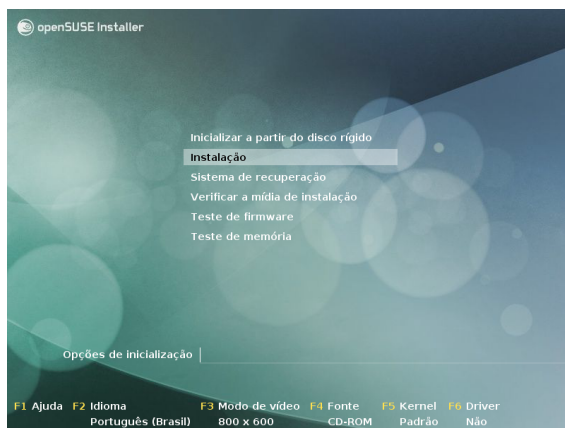 openSUSE Installer
Inicializar a partir do disco rígido
Instalação
Sistema de recuperação
Verificar a mídia de instalação
Teste de firmware
Teste de memória
Opções de inicialização
F1 Ajuda F2 Idioma F3 Modo de vídeo F4 Fonte F5 Kernel F6 Driver
Português (Brasil) 800 x 600 CD-ROM Padrão Não